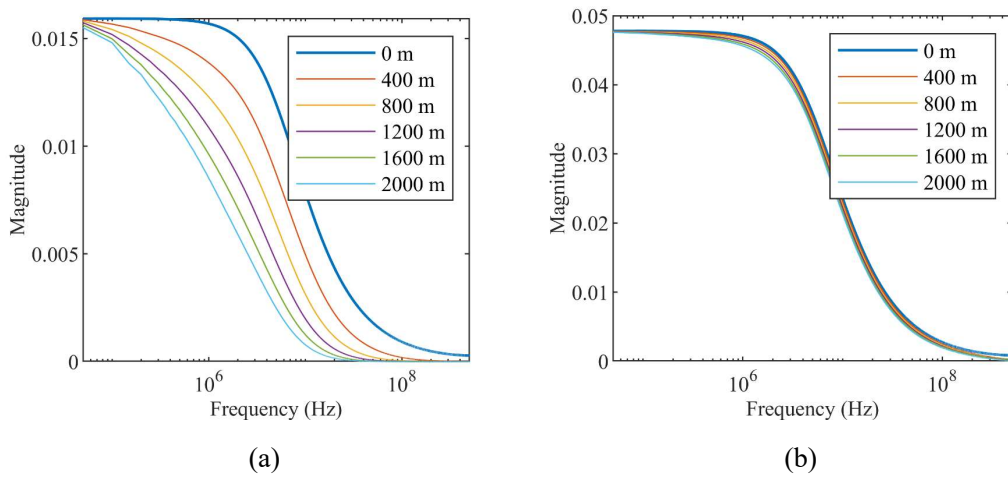 0.015
0.01
0.005
0
Magnitude
10^6
10^8
Frequency (Hz)
0 m
400 m
800 m
1200 m
1600 m
2000 m
(a)
0.05
0.04
0.03
0.02
0.01
0
Magnitude
10^6
10^8
Frequency (Hz)
0 m
400 m
800 m
1200 m
1600 m
2000 m
(b)